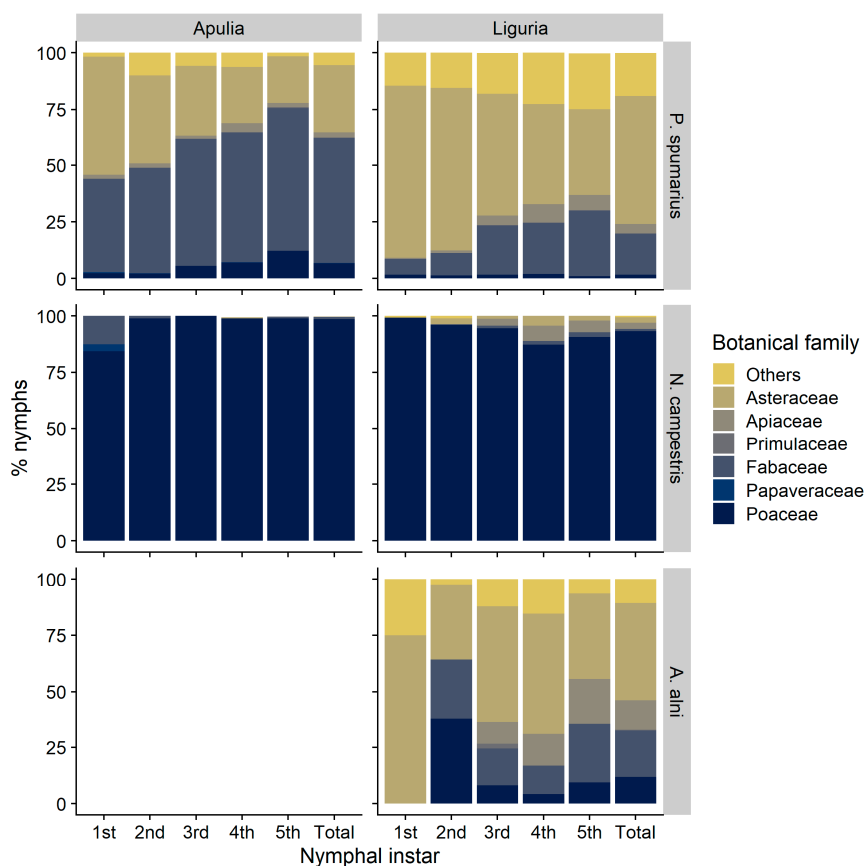 Apulia
Liguria
100
75
50
25
0
P. spumarius
100
75
50
25
0
N. campestris
100
75
50
25
0
A. alni
% nymphs
1st 2nd 3rd 4th 5th Total
1st 2nd 3rd 4th 5th Total
Nymphal instar
Botanical family
Others
Asteraceae
Apiaceae
Primulaceae
Fabaceae
Papaveraceae
Poaceae